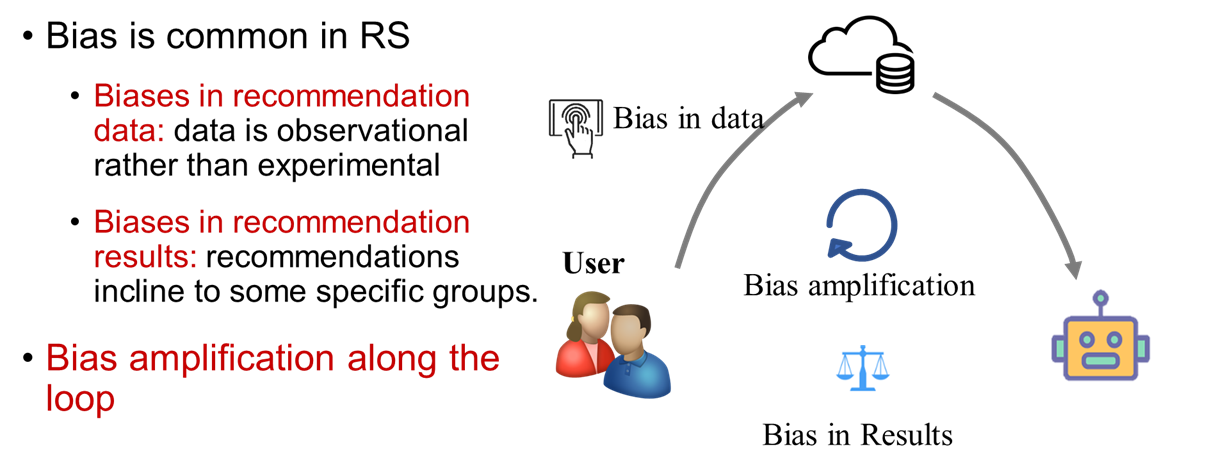 • Bias is common in RS
• Biases in recommendation
data: data is observational
rather than experimental
• Biases in recommendation
results: recommendations
incline to some specific groups.
• Bias amplification along the
loop
Bias in data
User
Bias amplification
Bias in Results